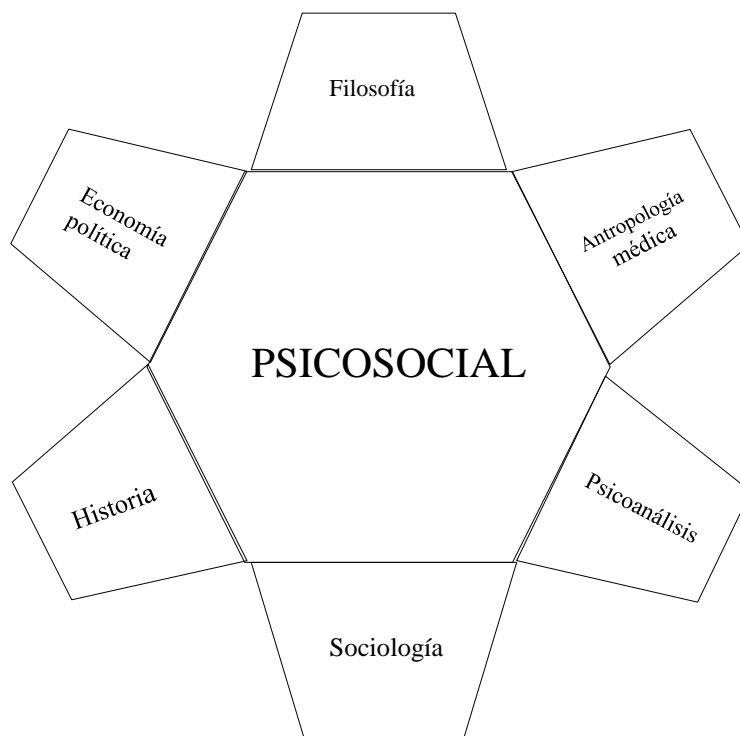 Filosofía
Economía
política
Antropología
médica
PSICOSOCIAL
Historia
Psicoanálisis
Sociología